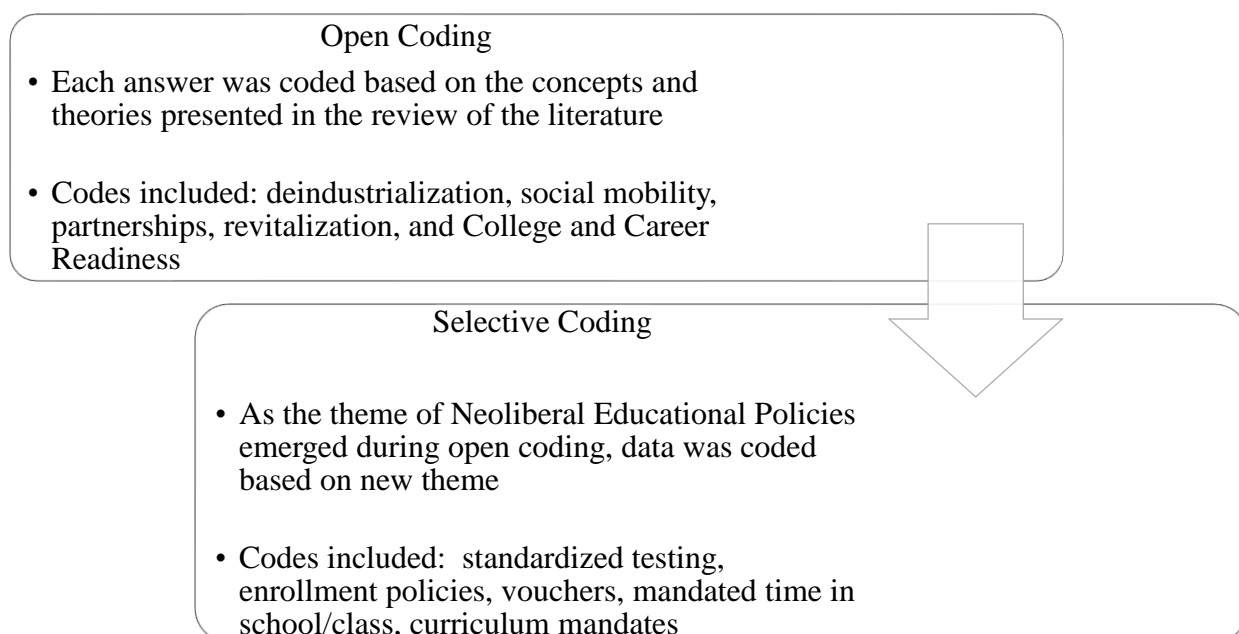 Open Coding
• Each answer was coded based on the concepts and
theories presented in the review of the literature
• Codes included: deindustrialization, social mobility,
partnerships, revitalization, and College and Career
Readiness
Selective Coding
• As the theme of Neoliberal Educational Policies
emerged during open coding, data was coded
based on new theme
• Codes included:  standardized testing,
enrollment policies, vouchers, mandated time in
school/class, curriculum mandates